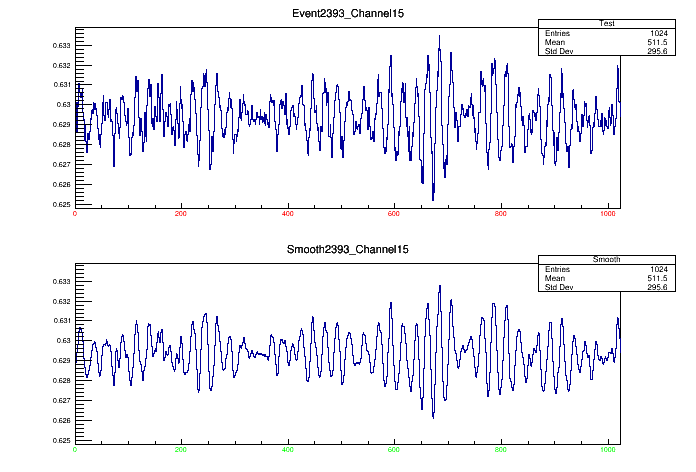 Event2393_Channel15
Test
Entries 1024
Mean 511.5
Std Dev 295.6
0.633
0.632
0.631
0.63
0.629
0.628
0.627
0.626
0.625
0 200 400 600 800 1000
Smooth2393_Channel15
Smooth
Entries 1024
Mean 511.5
Std Dev 295.6
0.633
0.632
0.631
0.63
0.629
0.628
0.627
0.626
0.625
0 200 400 600 800 1000